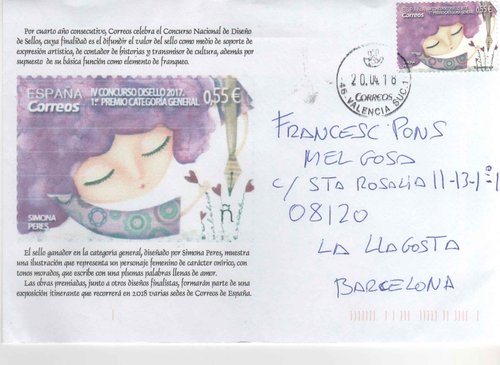 Por cuarto año consecutivo, Correos celebra el Concurso Nacional de Diseño
de Sellos, cuya finalidad es difundir el valor del sello como medio de soporte de
expresión artística, de contador de historias y transmisor de cultura, además por
supuesto de su básica función como elemento de franqueo.
ESPAÑA
Correos
IV CONCURSO DISELLO 2017.
1er PREMIO CATEGORÍA GENERAL
0,55€
SIMONA
PERES
ñ
El sello ganador en la categoría general, diseñado por Simona Peres, muestra
una ilustración que representa un personaje femenino de carácter onírico, con
tonos morados, que escribe con una plumas palabras llenas de amor.
Las obras premiadas, junto a otros diseños finalistas, formarán parte de una
exposición itinerante que recorrerá en 2018 varias sedes de Correos de España.
ESPAÑA
Correos
0,55€
20.04 18
CORREOS
46 VALENCIA SUC.
FRANCESC PONS
MELGOSA
C/ STA ROSALIA 11-13-1-1
08120
LA LLAGOSTA
BARCELONA